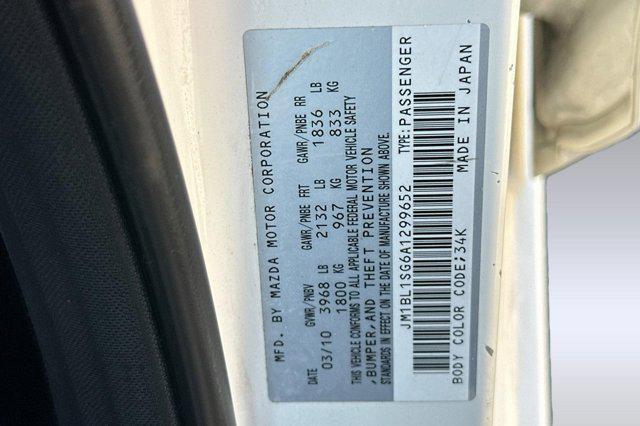 MFD. BY MAZDA MOTOR CORPORATION
DATE GVWR/PNBV GAWR/PNBE FRT GAWR/PNBE RR
03/10 3968 LB 2132 LB 1836 LB
1800 KG 967 KG 833 KG
THIS VEHICLE CONFORMS TO ALL APPLICABLE FEDERAL MOTOR VEHICLE SAFETY
,BUMPER,AND THEFT PREVENTION
STANDARDS IN EFFECT ON THE DATE OF MANUFACTURE SHOWN ABOVE.
JM1BL1SG6A1299652 TYPE:PASSENGER
BODY COLOR CODE;34K MADE IN JAPAN